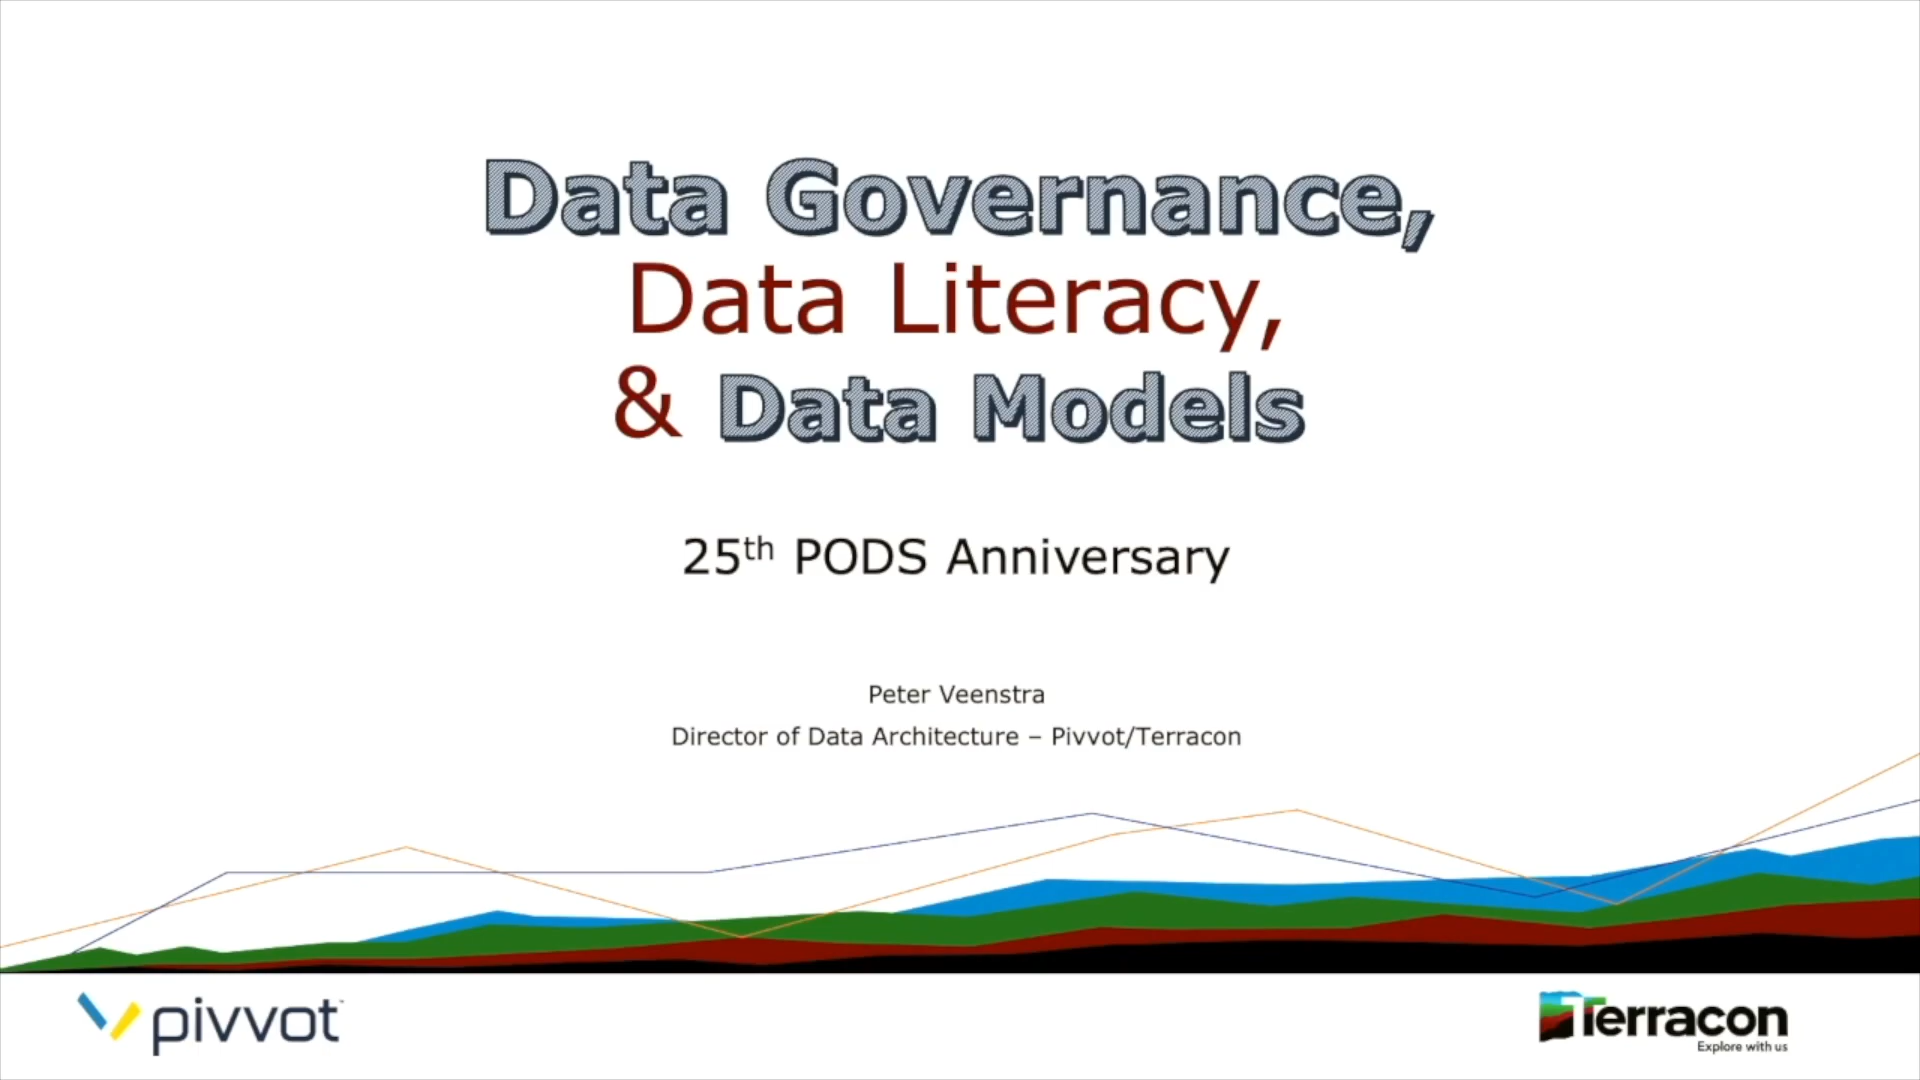 Data Governance,
Data Literacy,
& Data Models
25th PODS Anniversary
Peter Veenstra
Director of Data Architecture – Pivvot/Terracon
pivvot™
Terracon
Explore with us